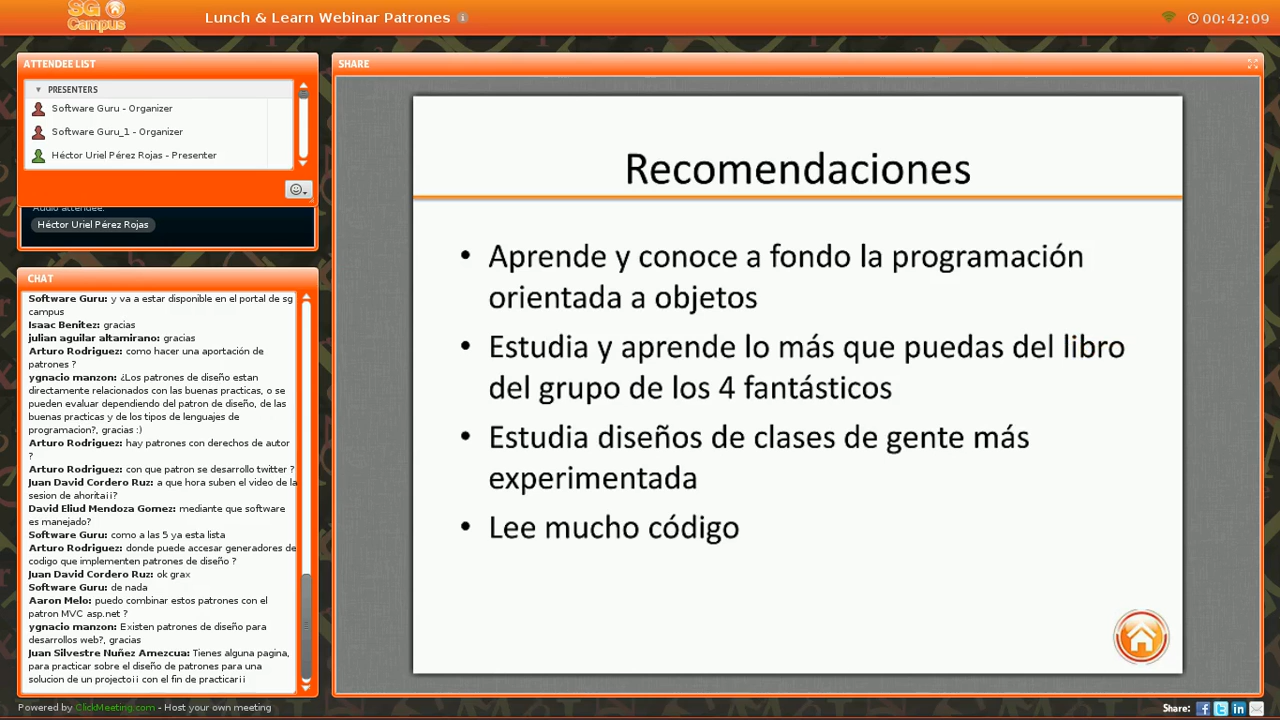 SG
Campus
Lunch & Learn Webinar Patrones
00:42:09
ATTENDEE LIST
PRESENTERS
Software Guru - Organizer
Software Guru_1 - Organizer
Héctor Uriel Pérez Rojas - Presenter
Audio attendee:
Héctor Uriel Pérez Rojas
CHAT
Software Guru: y va a estar disponible en el portal de sg
campus
Isaac Benitez: gracias
julian aguilar altamirano: gracias
Arturo Rodriguez: como hacer una aportación de
patrones ?
ygnacio manzon: ¿Los patrones de diseño estan
directamente relacionados con las buenas practicas, o se
pueden evaluar dependiendo del patron de diseño, de las
buenas practicas y de los tipos de lenguajes de
programacion?, gracias :)
Arturo Rodriguez: hay patrones con derechos de autor
?
Arturo Rodriguez: con que patron se desarrollo twitter ?
Juan David Cordero Ruz: a que hora suben el video de la
sesion de ahorita¡¡?
David Eliud Mendoza Gomez: mediante que software
es manejado?
Software Guru: como a las 5 ya esta lista
Arturo Rodriguez: donde puede accesar generadores de
codigo que implementen patrones de diseño ?
Juan David Cordero Ruz: ok grax
Software Guru: de nada
Aaron Melo: puedo combinar estos patrones con el
patron MVC asp.net ?
ygnacio manzon: Existen patrones de diseño para
desarrollos web?, gracias
Juan Silvestre Nuñez Amezcua: Tienes alguna pagina,
para practicar sobre el diseño de patrones para una
solucion de un projecto¡¡ con el fin de practicar¡¡
SHARE
Recomendaciones
• Aprende y conoce a fondo la programación
orientada a objetos
• Estudia y aprende lo más que puedas del libro
del grupo de los 4 fantásticos
• Estudia diseños de clases de gente más
experimentada
• Lee mucho código
Powered by ClickMeeting.com - Host your own meeting
Share: